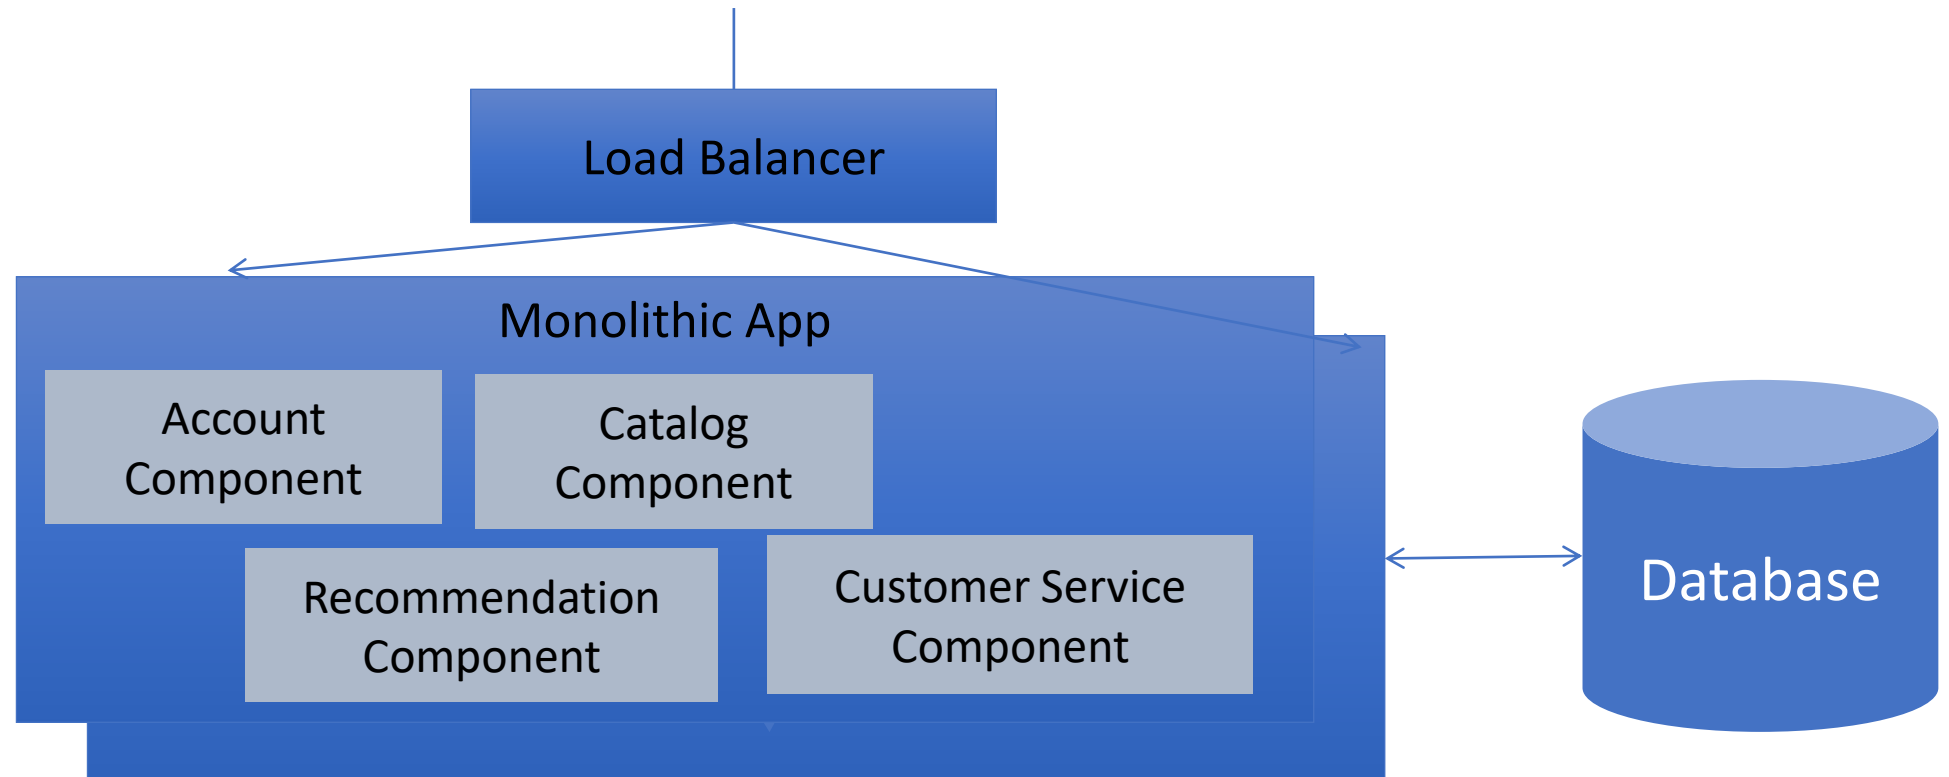 Load Balancer
Monolithic App
Account
Component
Catalog
Component
Recommendation
Component
Customer Service
Component
Database